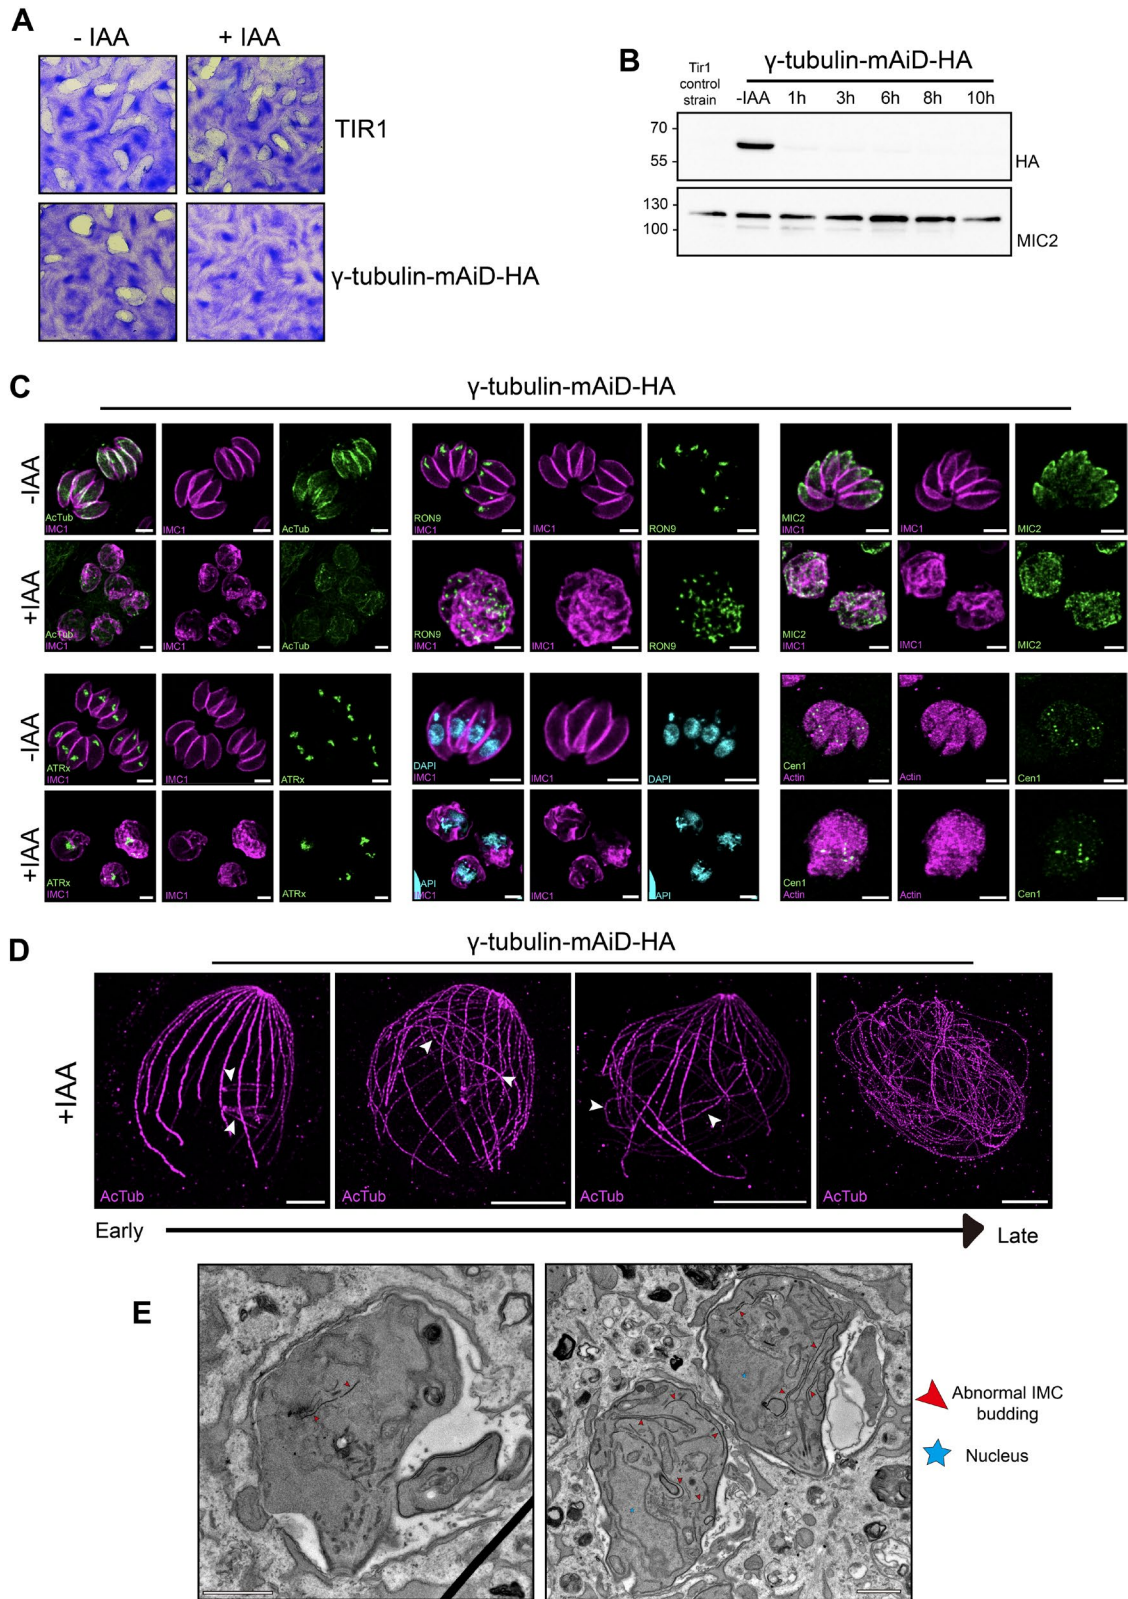 A
- IAA
+ IAA
TIR1
γ-tubulin-mAiD-HA
B
Tir1
control
strain
γ-tubulin-mAiD-HA
-IAA 1h 3h 6h 8h 10h
70
55
HA
130
100
MIC2
C
γ-tubulin-mAiD-HA
-IAA
AcTub
IMC1
IMC1
AcTub
RON9
IMC1
IMC1
RON9
MIC2
IMC1
IMC1
MIC2
+IAA
AcTub
IMC1
IMC1
AcTub
RON9
IMC1
IMC1
RON9
MIC2
IMC1
IMC1
MIC2
-IAA
ATRx
IMC1
IMC1
ATRx
DAPI
IMC1
IMC1
DAPI
Cen1
Actin
Actin
Cen1
+IAA
ATRx
IMC1
IMC1
ATRx
DAPI
IMC1
IMC1
DAPI
Cen1
Actin
Actin
Cen1
D
γ-tubulin-mAiD-HA
+IAA
AcTub
AcTub
AcTub
AcTub
Early
Late
E
Abnormal IMC
budding
Nucleus